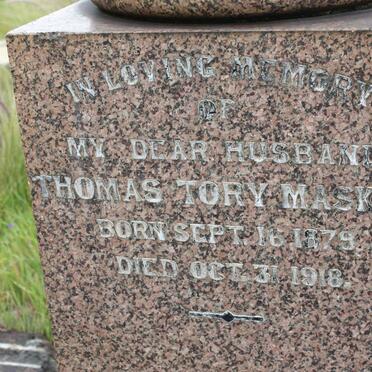 IN LOVING MEMORY
OF
MY DEAR HUSBAND
THOMAS TORY MASK
BORN SEPT. 16 1879.
DIED OCT. 31 1918.